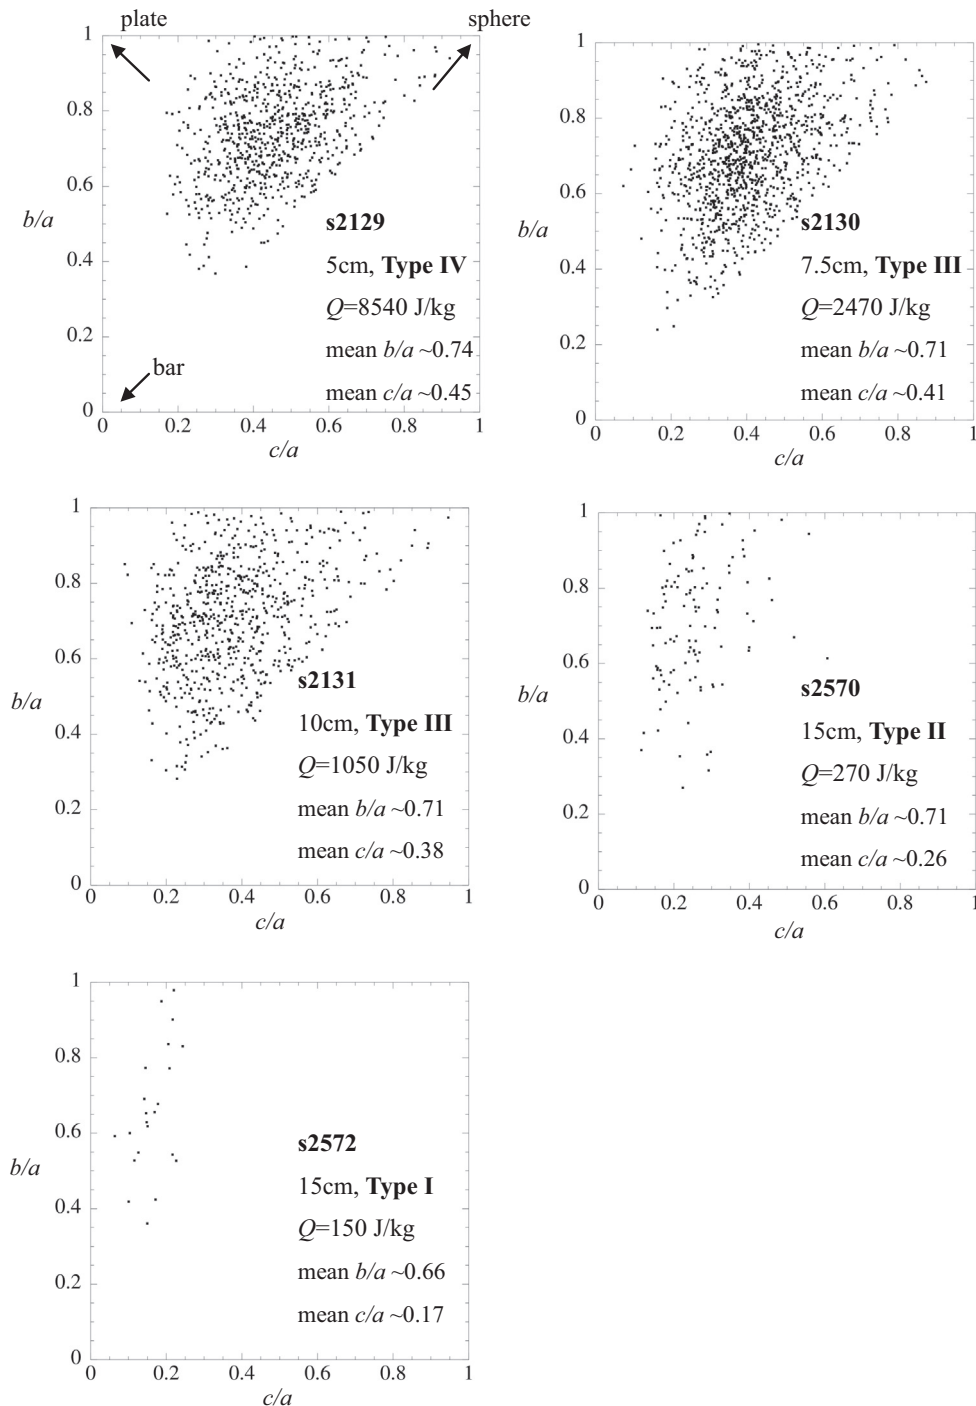 plate
sphere
1
0.8
0.6
b/a
0.4
0.2
0
bar
s2129
5cm, Type IV
Q=8540 J/kg
mean b/a ~0.74
mean c/a ~0.45
0 0.2 0.4 0.6 0.8 1
c/a
1
0.8
0.6
b/a
0.4
0.2
0
s2130
7.5cm, Type III
Q=2470 J/kg
mean b/a ~0.71
mean c/a ~0.41
0 0.2 0.4 0.6 0.8 1
c/a
1
0.8
0.6
b/a
0.4
0.2
0
s2131
10cm, Type III
Q=1050 J/kg
mean b/a ~0.71
mean c/a ~0.38
0 0.2 0.4 0.6 0.8 1
c/a
1
0.8
0.6
b/a
0.4
0.2
0
s2570
15cm, Type II
Q=270 J/kg
mean b/a ~0.71
mean c/a ~0.26
0 0.2 0.4 0.6 0.8 1
c/a
1
0.8
0.6
b/a
0.4
0.2
0
s2572
15cm, Type I
Q=150 J/kg
mean b/a ~0.66
mean c/a ~0.17
0 0.2 0.4 0.6 0.8 1
c/a